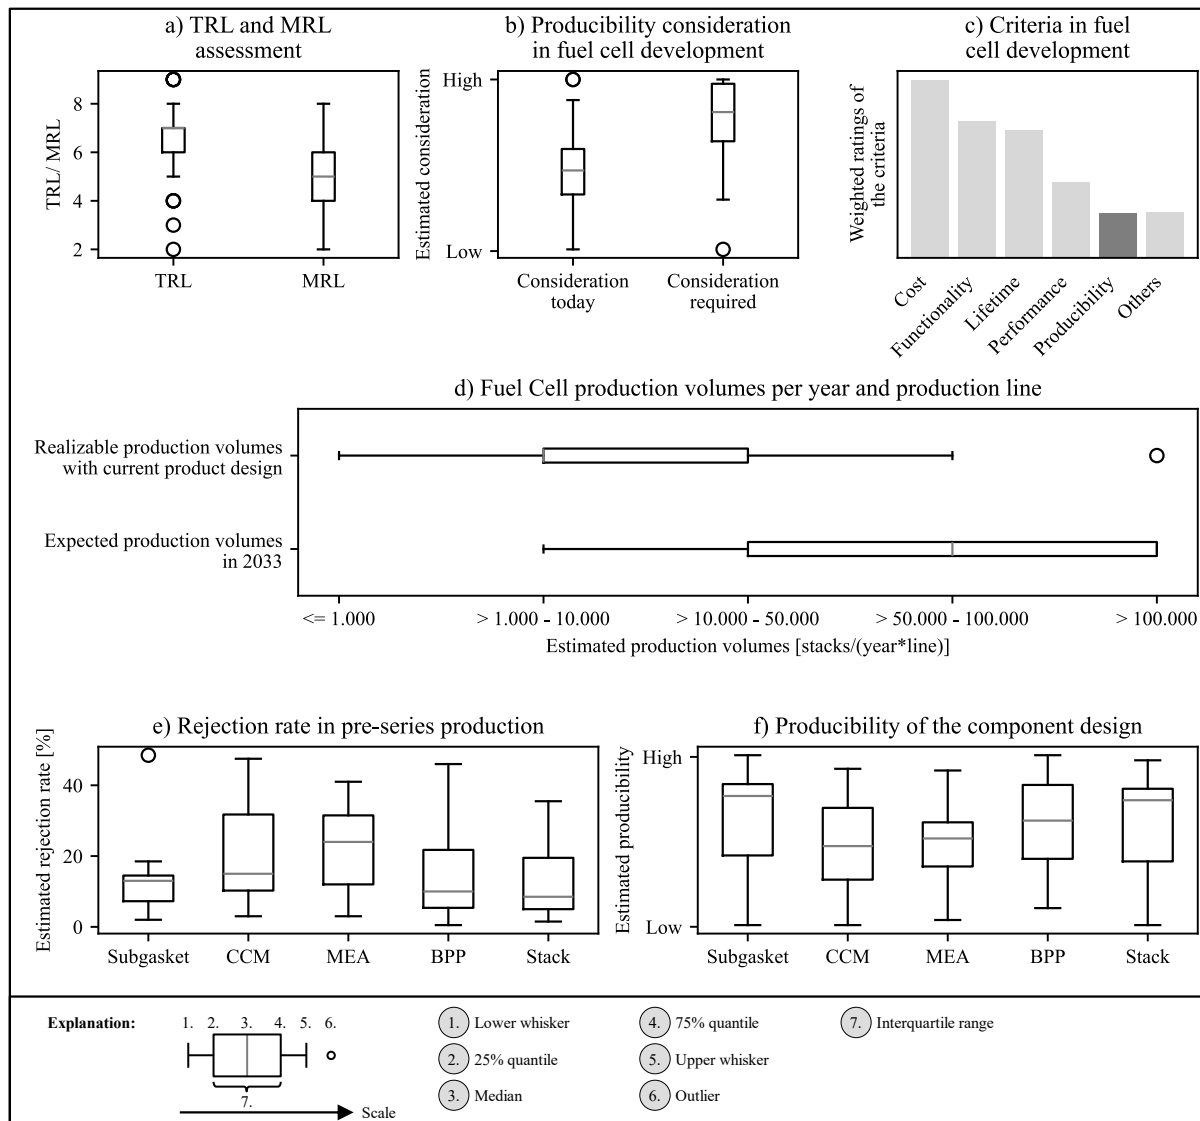 a) TRL and MRL
assessment
TRL/ MRL
8
6
4
2
TRL
MRL
b) Producibility consideration
in fuel cell development
Estimated consideration
High
Low
Consideration
today
Consideration
required
c) Criteria in fuel
cell development
Weighted ratings of
the criteria
Cost
Functionality
Lifetime
Performance
Producibility
Others
d) Fuel Cell production volumes per year and production line
Realizable production volumes
with current product design
Expected production volumes
in 2033
<= 1.000
> 1.000 - 10.000
> 10.000 - 50.000
> 50.000 - 100.000
> 100.000
Estimated production volumes [stacks/(year*line)]
e) Rejection rate in pre-series production
Estimated rejection rate [%]
40
20
0
Subgasket
CCM
MEA
BPP
Stack
f) Producibility of the component design
Estimated producibility
High
Low
Subgasket
CCM
MEA
BPP
Stack
Explanation:
1. 2. 3. 4. 5. 6.
7.
Scale
1. Lower whisker
2. 25% quantile
3. Median
4. 75% quantile
5. Upper whisker
6. Outlier
7. Interquartile range